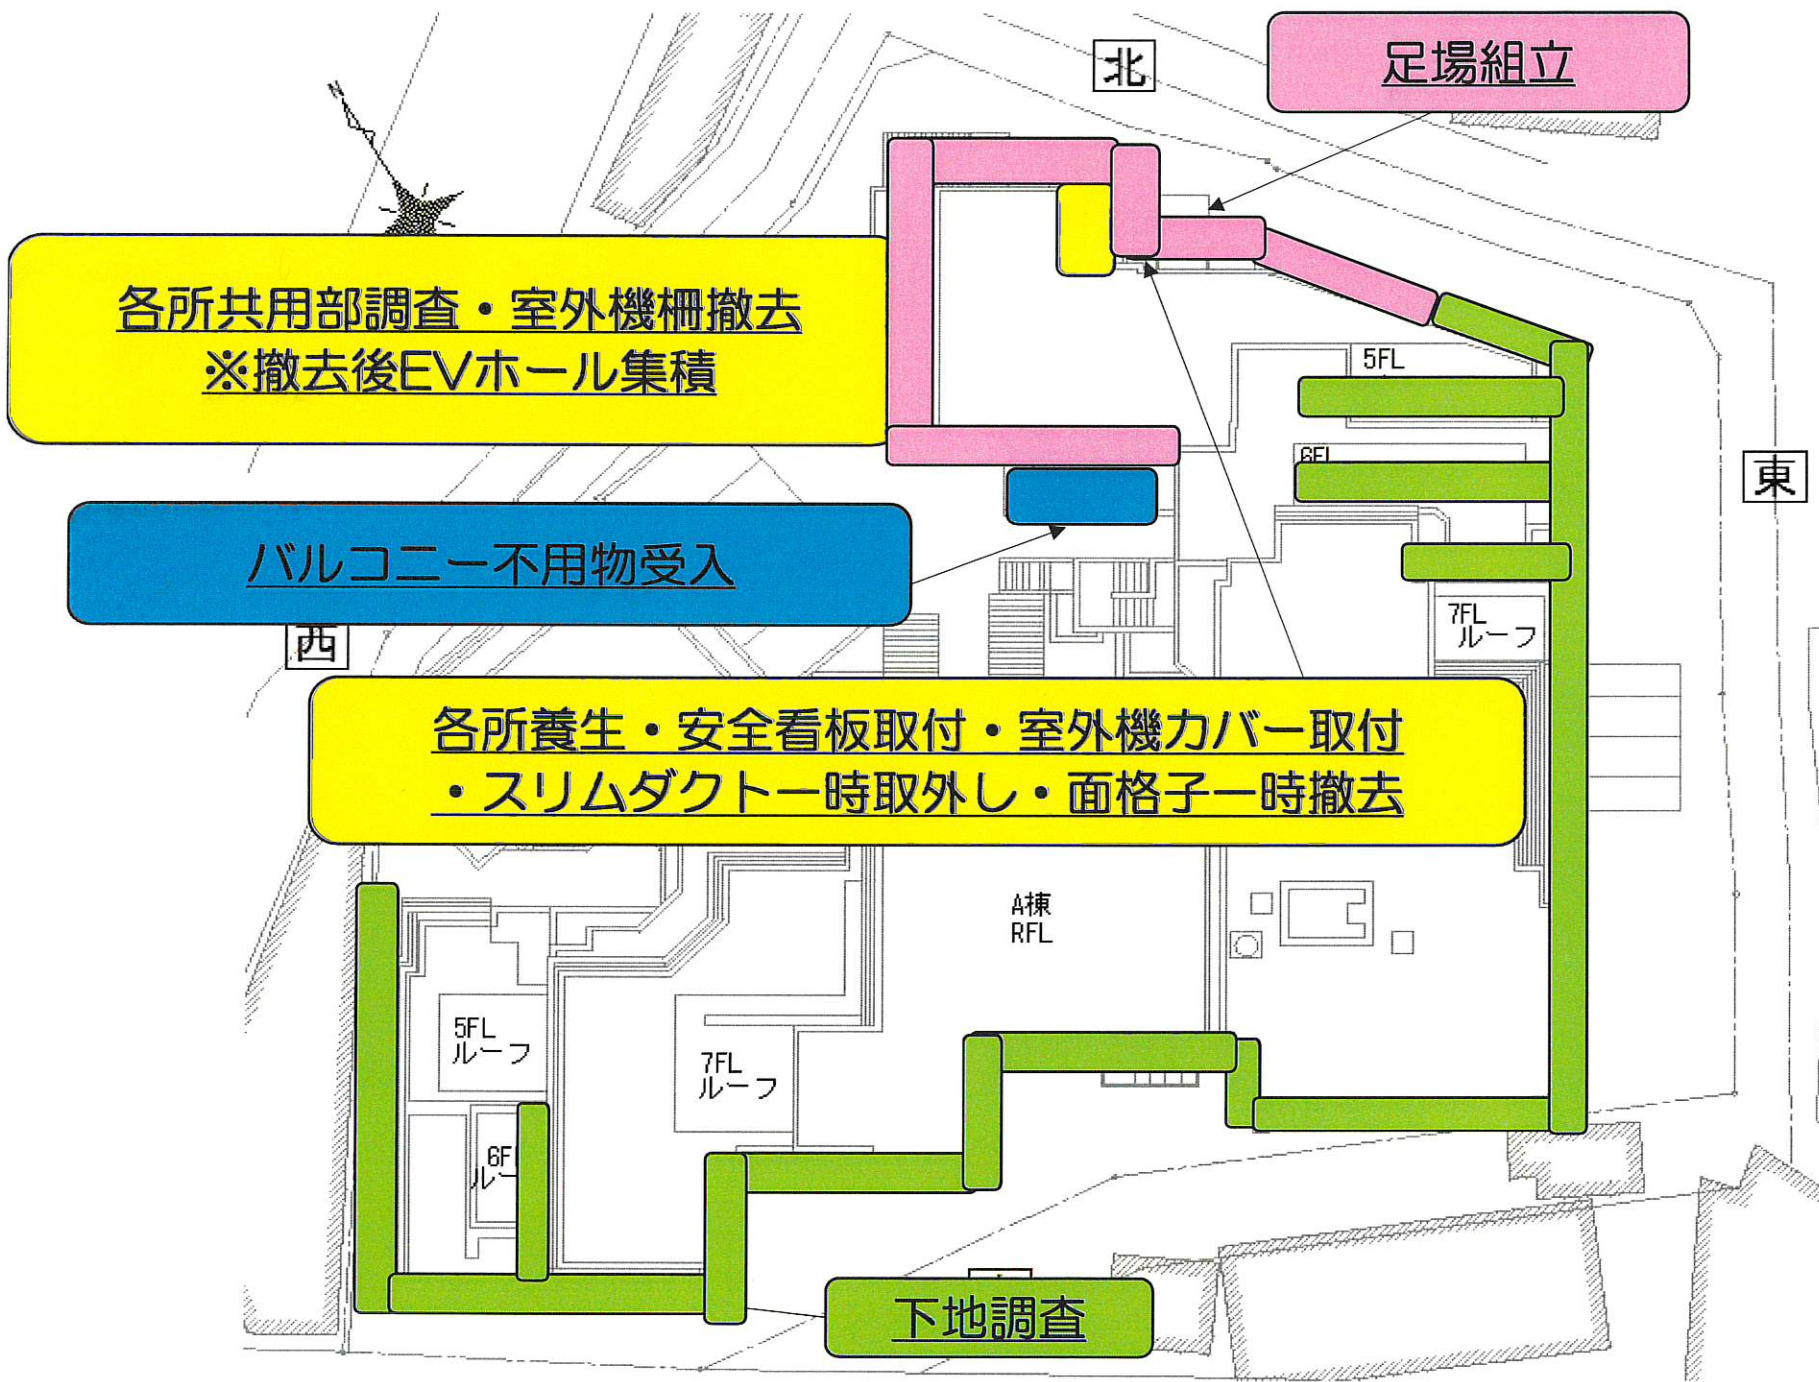 北
足場組立
各所共用部調査・室外機柵撤去
※撤去後EVホール集積
5FL
6FL
東
バルコニー不用物受入
西
7FL
ルーフ
各所養生・安全看板取付・室外機カバー取付
・スリムダクト一時取外し・面格子一時撤去
A棟
RFL
5FL
ルーフ
7FL
ルーフ
下地調査